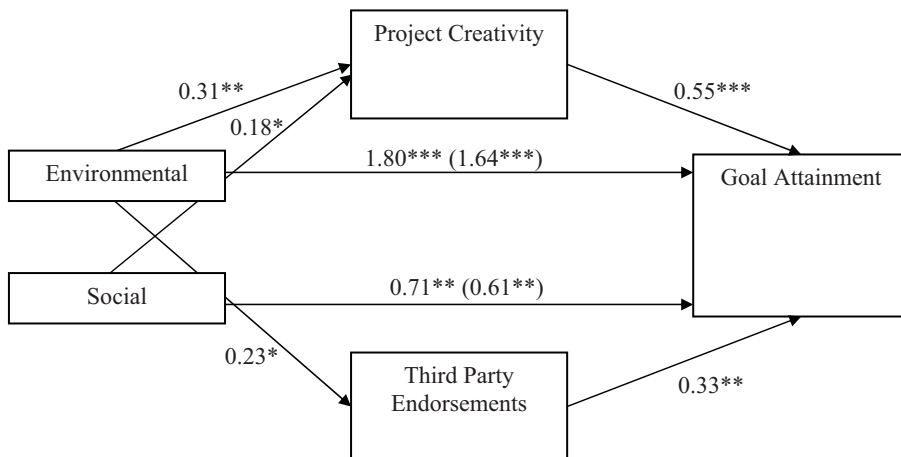 Project Creativity
0.31**
0.55***
0.18*
1.80*** (1.64***)
Environmental
Goal Attainment
Social
0.71** (0.61**)
0.23*
Third Party
Endorsements
0.33**